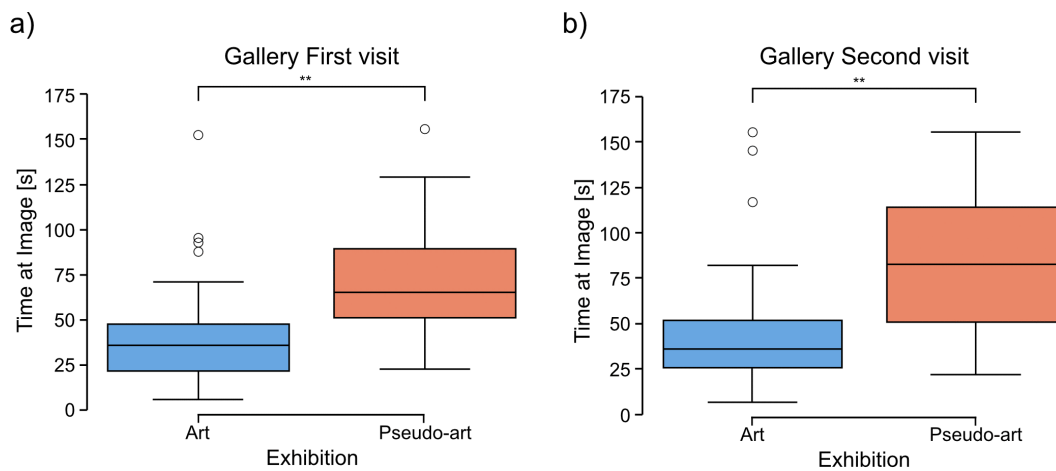 a)
Gallery First visit
**
175
150
125
100
75
50
25
0
Time at Image [s]
Art
Pseudo-art
Exhibition
b)
Gallery Second visit
**
175
150
125
100
75
50
25
0
Time at Image [s]
Art
Pseudo-art
Exhibition